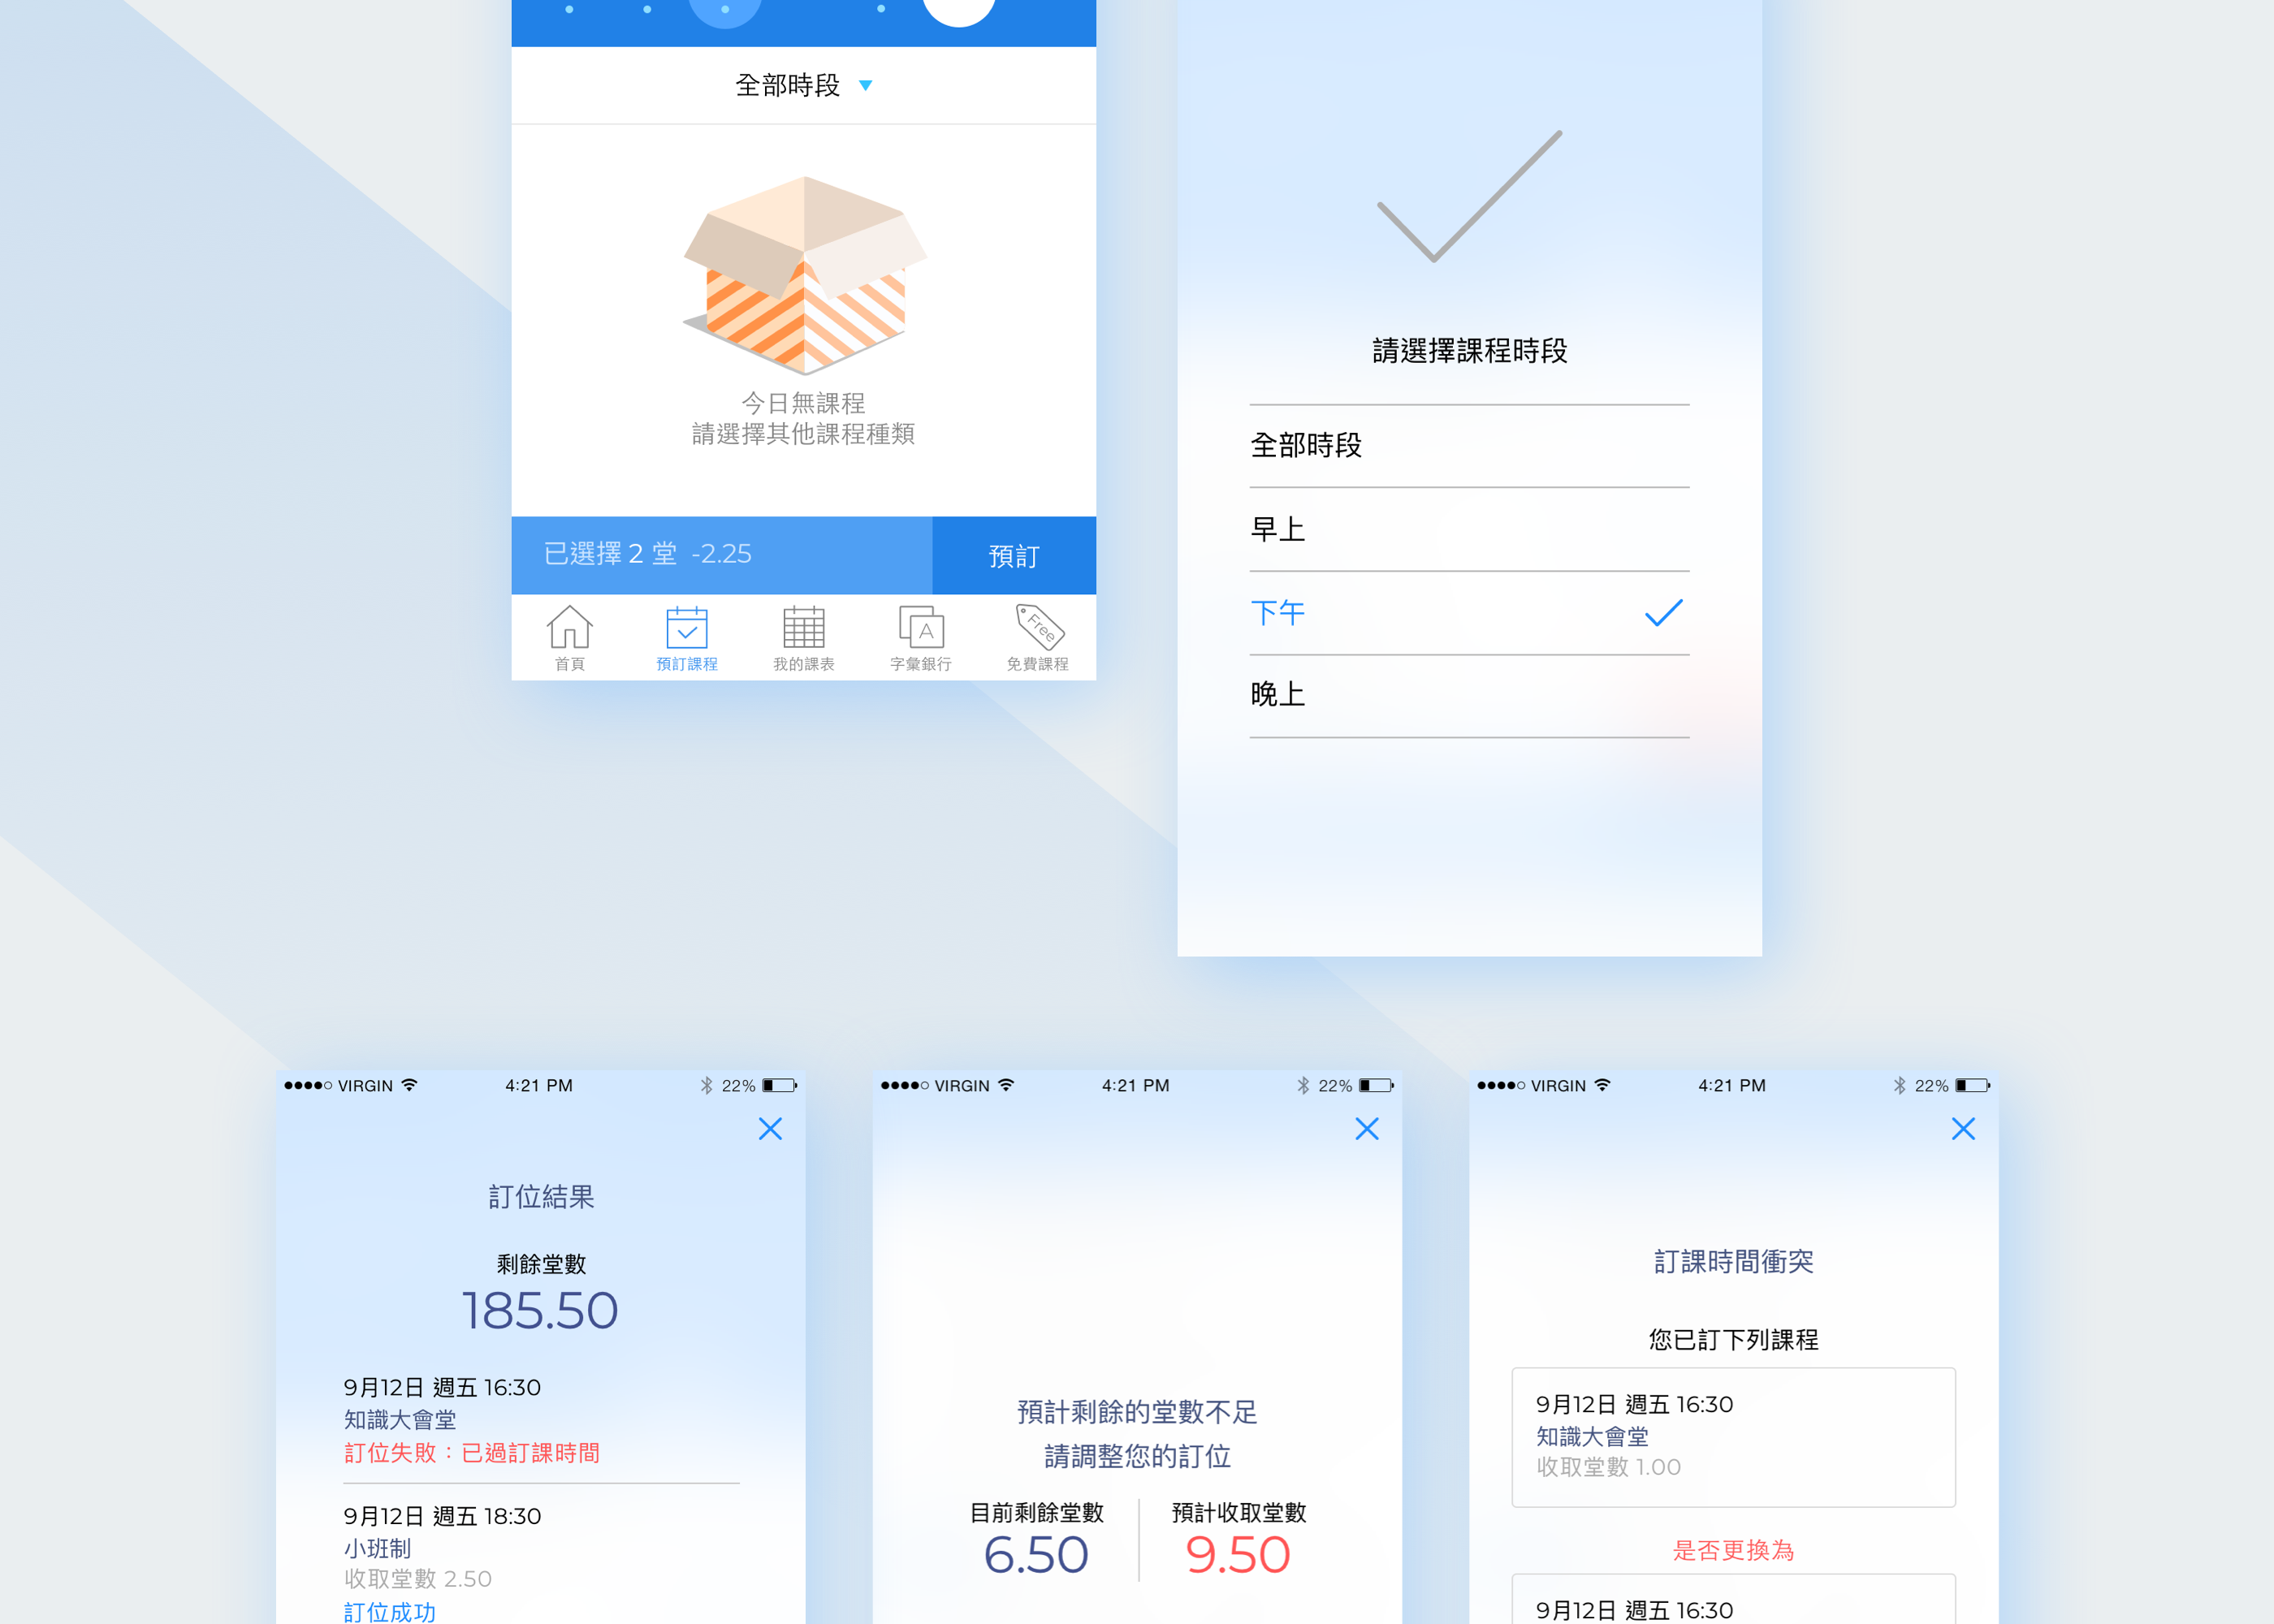 全部時段
今日無課程
請選擇其他課程種類
已選擇 2 堂 -2.25
預訂
首頁
預訂課程
我的課表
A
字彙銀行
Free
免費課程
請選擇課程時段
全部時段
早上
下午
晚上
VIRGIN 4:21 PM 22%
訂位結果
剩餘堂數
185.50
9月12日 週五 16:30
知識大會堂
訂位失敗：已過訂課時間
9月12日 週五 18:30
小班制
收取堂數 2.50
訂位成功
VIRGIN 4:21 PM 22%
預計剩餘的堂數不足
請調整您的訂位
目前剩餘堂數
6.50
預計收取堂數
9.50
VIRGIN 4:21 PM 22%
訂課時間衝突
您已訂下列課程
9月12日 週五 16:30
知識大會堂
收取堂數 1.00
是否更換為
9月12日 週五 16:30